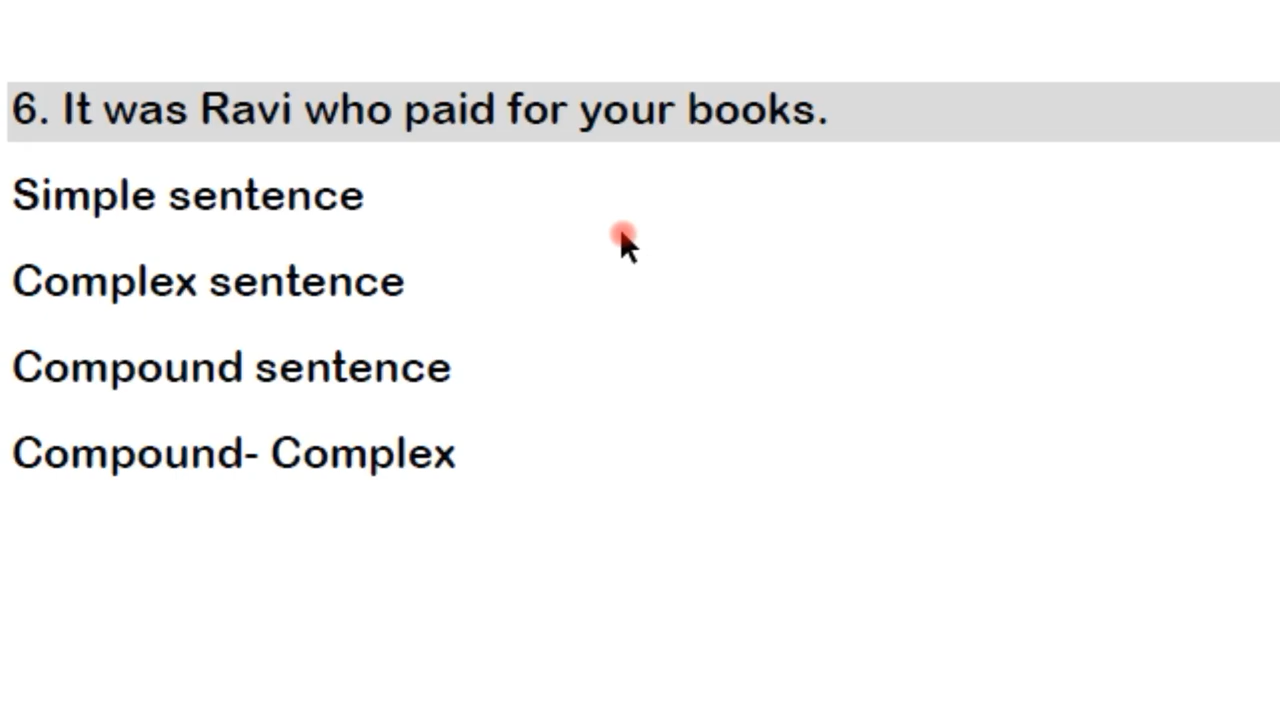 6. It was Ravi who paid for your books.
Simple sentence
Complex sentence
Compound sentence
Compound- Complex